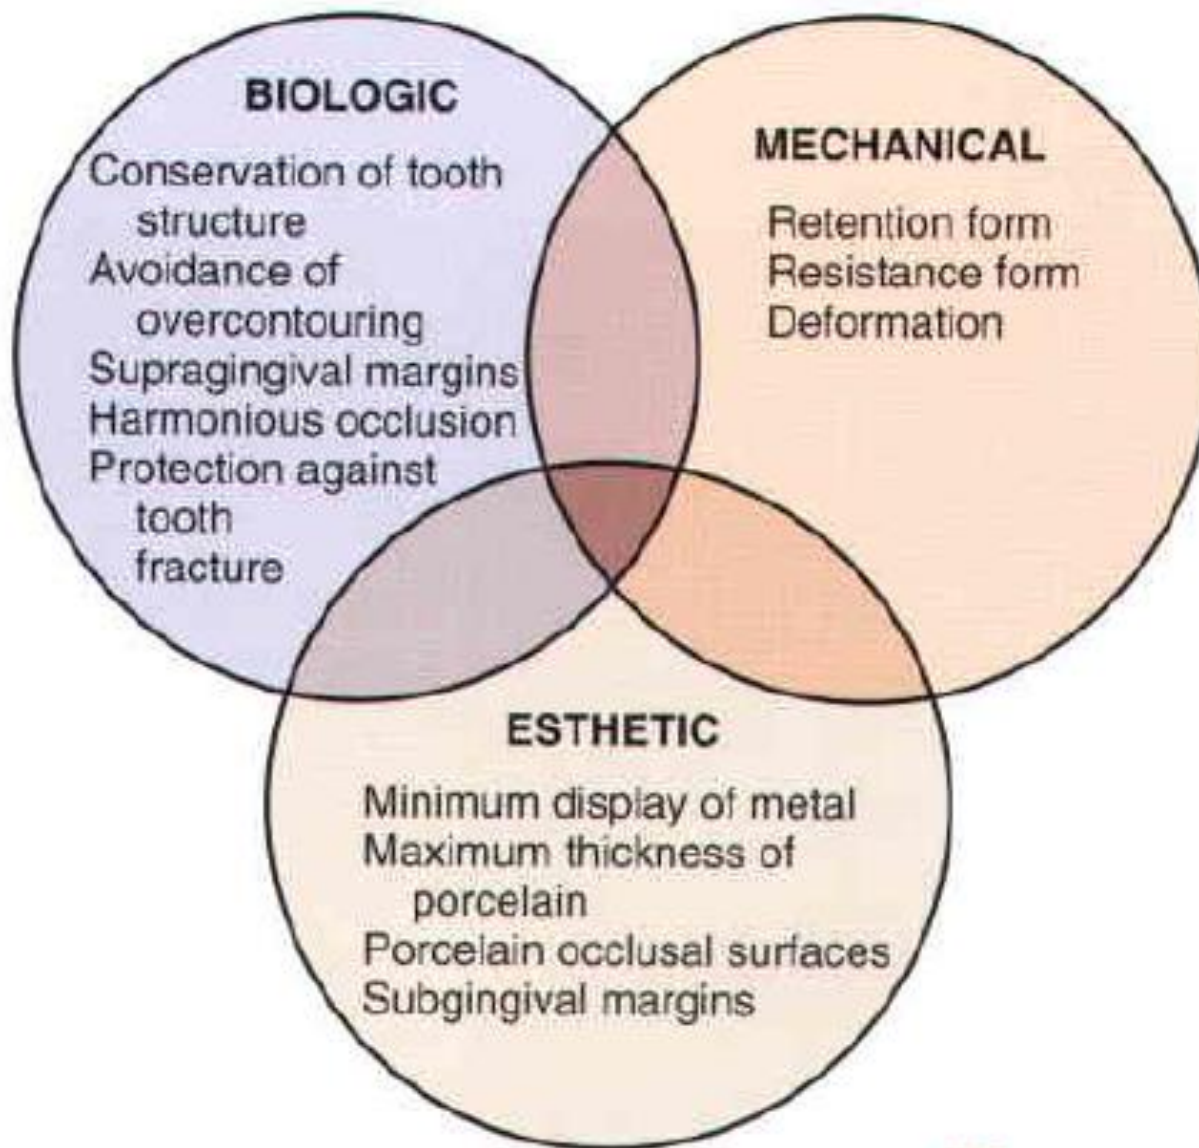 BIOLOGIC
Conservation of tooth
structure
Avoidance of
overcontouring
Supragingival margins
Harmonious occlusion
Protection against
tooth
fracture
MECHANICAL
Retention form
Resistance form
Deformation
ESTHETIC
Minimum display of metal
Maximum thickness of
porcelain
Porcelain occlusal surfaces
Subgingival margins